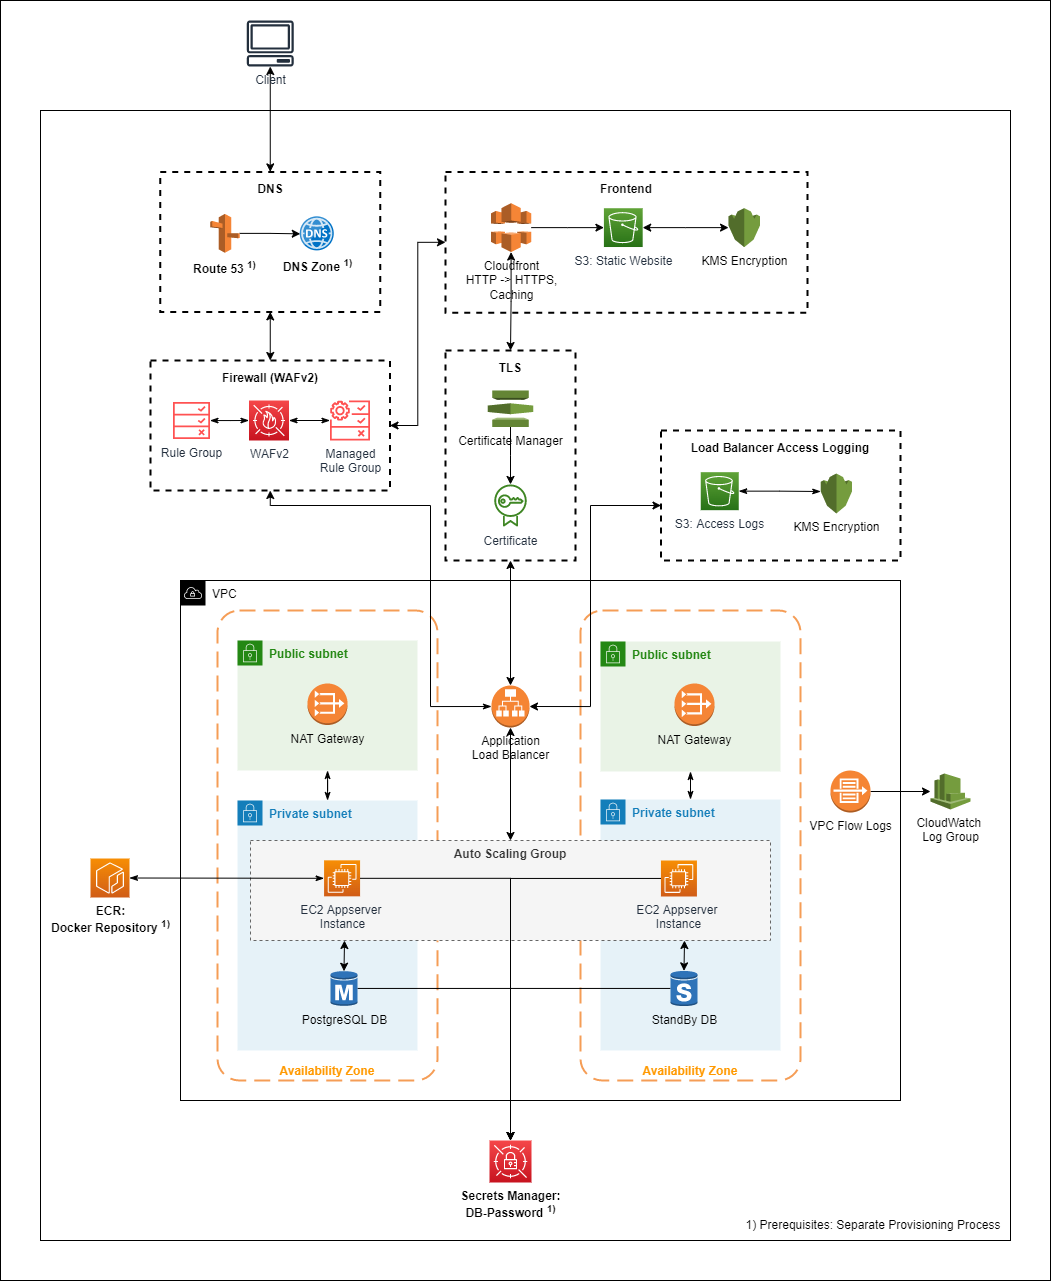 Client
DNS
Route 53 1)
DNS Zone 1)
DNS
Frontend
Cloudfront
HTTP -> HTTPS,
Caching
S3: Static Website
KMS Encryption
Firewall (WAFv2)
Rule Group
WAFv2
Managed
Rule Group
TLS
Certificate Manager
Certificate
Load Balancer Access Logging
S3: Access Logs
KMS Encryption
VPC
Public subnet
NAT Gateway
Application
Load Balancer
Public subnet
NAT Gateway
Private subnet
Private subnet
VPC Flow Logs
CloudWatch
Log Group
Auto Scaling Group
EC2 Appserver
Instance
EC2 Appserver
Instance
ECR:
Docker Repository 1)
M
PostgreSQL DB
S
StandBy DB
Availability Zone
Availability Zone
Secrets Manager:
DB-Password 1)
1) Prerequisites: Separate Provisioning Process